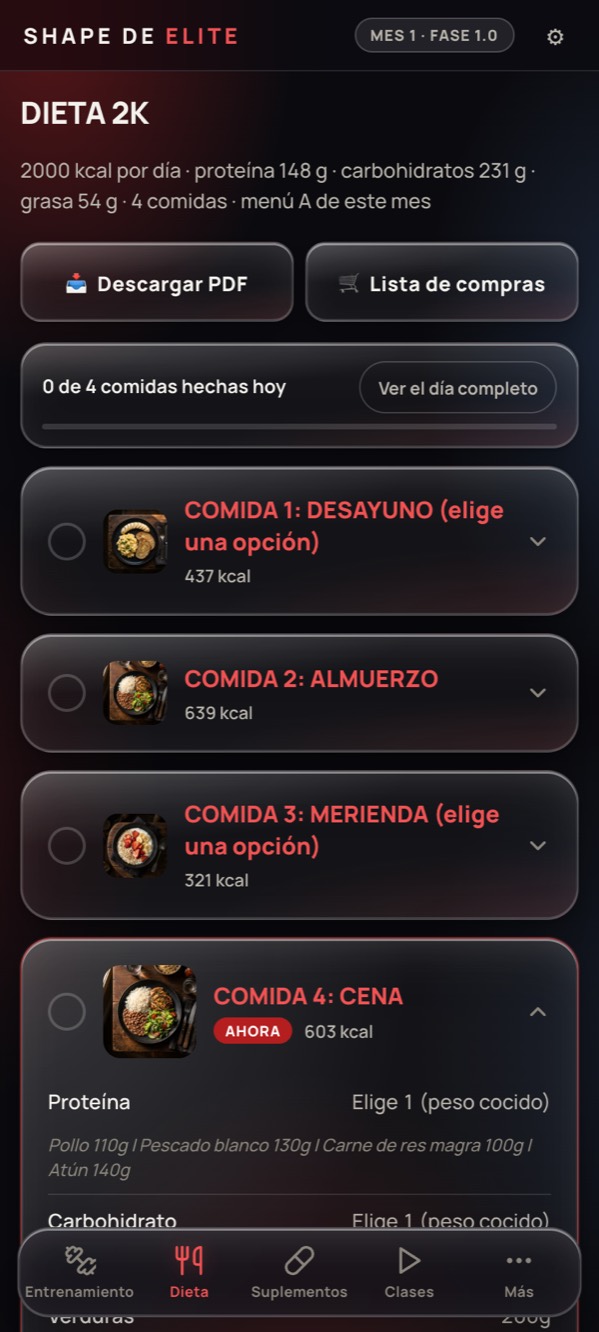 SHAPE DE ELITE
MES 1 · FASE 1.0
DIETA 2K
2000 kcal por día · proteína 148 g · carbohidratos 231 g ·
grasa 54 g · 4 comidas · menú A de este mes
Descargar PDF
Lista de compras
0 de 4 comidas hechas hoy
Ver el día completo
COMIDA 1: DESAYUNO (elige
una opción)
437 kcal
COMIDA 2: ALMUERZO
639 kcal
COMIDA 3: MERIENDA (elige
una opción)
321 kcal
COMIDA 4: CENA
AHORA
603 kcal
Proteína
Elige 1 (peso cocido)
Pollo 110g | Pescado blanco 130g | Carne de res magra 100g |
Atún 140g
Carbohidrato
Elige 1 (peso cocido)
Entrenamiento
Dieta
Suplementos
Clases
Más
Verduras
200g